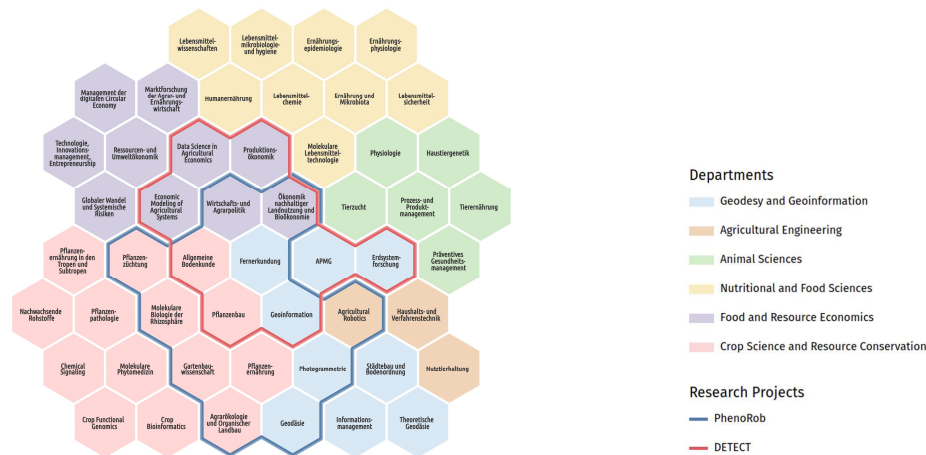 Lebensmittel-
wissenschaften
Lebensmittel-
mikrobiologie-
und hygiene
Ernährungs-
epidemiologie
Ernährungs-
physiologie
Management der
digitalen Circular
Economy
Marktforschung
der Agrar- und
Ernährungs-
wirtschaft
Humanernährung
Lebensmittel-
chemie
Ernährung und
Mikrobiota
Lebensmittel-
sicherheit
Technologie,
Innovations-
management,
Entrepreneurship
Ressourcen- und
Umweltökonomik
Data Science in
Agricultural
Economics
Produktions-
ökonomik
Molekulare
Lebensmittel-
technologie
Physiologie
Haustiergenetik
Globaler Wandel
und Systemische
Risiken
Economic
Modeling of
Agricultural
Systems
Wirtschafts- und
Agrarpolitik
Ökonomik
nachhaltiger
Landnutzung und
Bioökonomie
Tierzucht
Prozess- und
Produkt-
management
Tierernährung
Pflanzen-
ernährung in den
Tropen und
Subtropen
Pflanzen-
züchtung
Allgemeine
Bodenkunde
Fernerkundung
APMG
Erdsystem-
forschung
Präventives
Gesundheits-
management
Nachwachsende
Rohstoffe
Pflanzen-
pathologie
Molekulare
Biologie der
Rhizosphäre
Pflanzenbau
Geoinformation
Agricultural
Robotics
Haushalts- und
Verfahrenstechnik
Chemical
Signaling
Molekulare
Phytomedizin
Gartenbau-
wissenschaft
Pflanzen-
ernährung
Photogrammetrie
Städtebau und
Bodenordnung
Nutztierhaltung
Crop Functional
Genomics
Crop
Bioinformatics
Agrarökologie
und Organischer
Landbau
Geodäsie
Informations-
management
Theoretische
Geodäsie
Departments
Geodesy and Geoinformation
Agricultural Engineering
Animal Sciences
Nutritional and Food Sciences
Food and Resource Economics
Crop Science and Resource Conservation
Research Projects
PhenoRob
DETECT